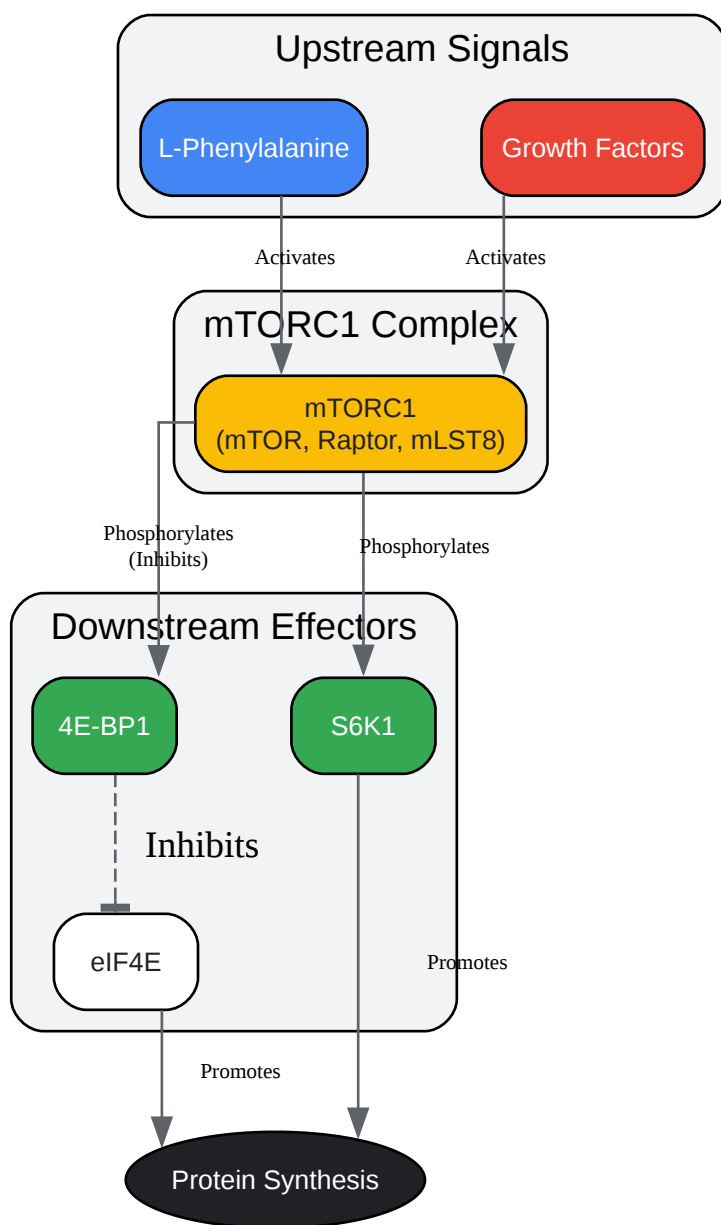 Upstream Signals
L-Phenylalanine
Growth Factors
Activates
Activates
mTORC1 Complex
mTORC1
(mTOR, Raptor, mLST8)
Phosphorylates
(Inhibits)
Phosphorylates
Downstream Effectors
4E-BP1
S6K1
Inhibits
eIF4E
Promotes
Promotes
Protein Synthesis